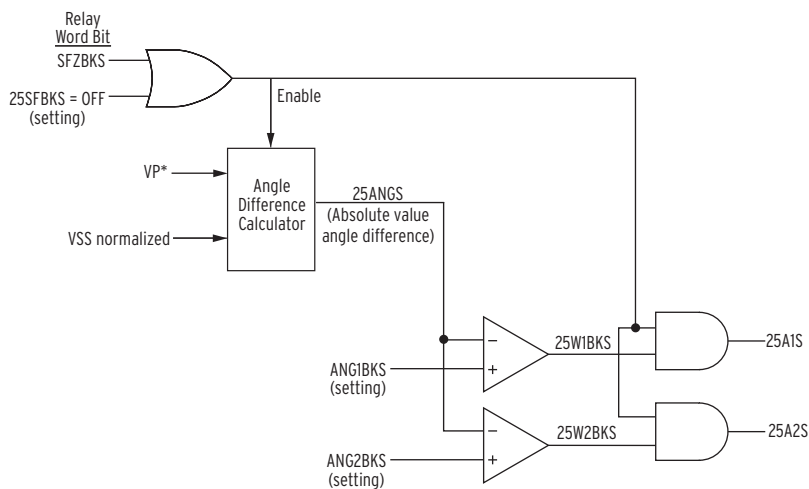 Relay
Word Bit
SFZBKS
25SFBKS = OFF
(setting)
Enable
VP*
VSS normalized
Angle
Difference
Calculator
25ANGS
(Absolute value
angle difference)
ANG1BKS
(setting)
−
+
25W1BKS
25A1S
ANG2BKS
(setting)
−
+
25W2BKS
25A2S